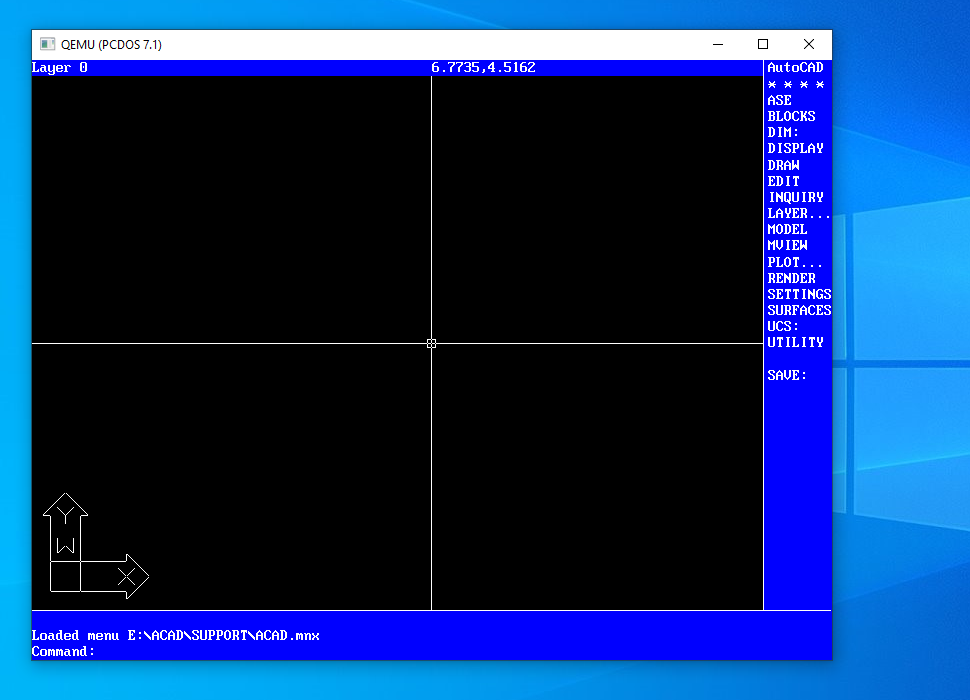 QEMU (PCDOS 7.1)
Layer 0 6.7735,4.5162
AutoCAD
* * * *
ASE
BLOCKS
DIM:
DISPLAY
DRAW
EDIT
INQUIRY
LAYER...
MODEL
MVIEW
PLOT...
RENDER
SETTINGS
SURFACES
UCS:
UTILITY
SAVE:
Y
W
X
Loaded menu E:\ACAD\SUPPORT\ACAD.mnx
Command: